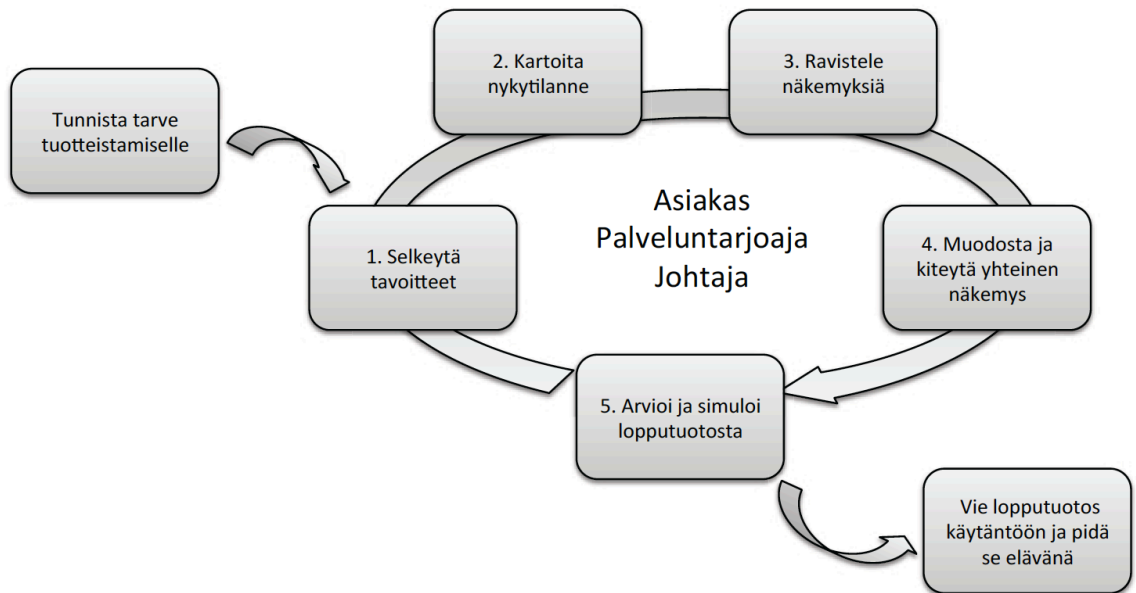 Tunnista tarve
tuotteistamiselle
1. Selkeytä
tavoitteet
2. Kartoita
nykytilanne
3. Ravistele
näkemyksiä
4. Muodosta ja
kiteytä yhteinen
näkemys
5. Arvioi ja simuloi
lopputuotosta
Vie lopputuotos
käytäntöön ja pidä
se elävänä
Asiakas
Palveluntarjoaja
Johtaja